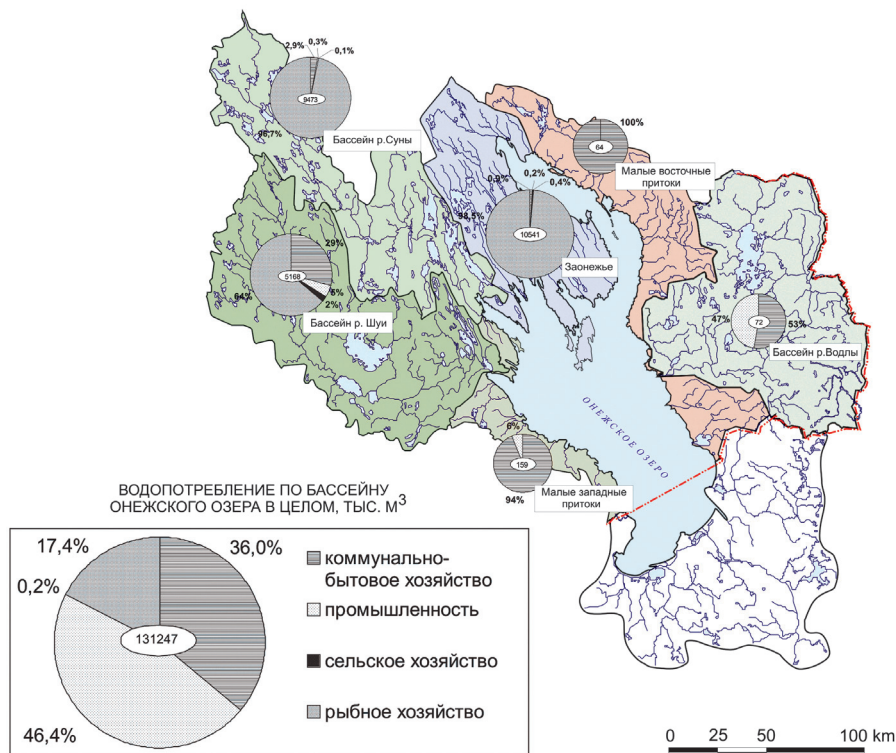 2,9%
0,3%
0,1%
9473
96,7%
Бассейн р.Суны
100%
64
Малые восточные
притоки
0,9%
0,2%
0,4%
98,5%
10541
Заонежье
29%
5168
5%
64%
2%
Бассейн р. Шуи
47%
72
53%
Бассейн р.Водлы
ОНЕЖСКОЕ ОЗЕРО
6%
159
94%
Малые западные
притоки
ВОДОПОТРЕБЛЕНИЕ ПО БАССЕЙНУ
ОНЕЖСКОГО ОЗЕРА В ЦЕЛОМ, ТЫС. М3
17,4%
36,0%
0,2%
131247
46,4%
коммунально-
бытовое хозяйство
промышленность
сельское хозяйство
рыбное хозяйство
0 25 50 100 km